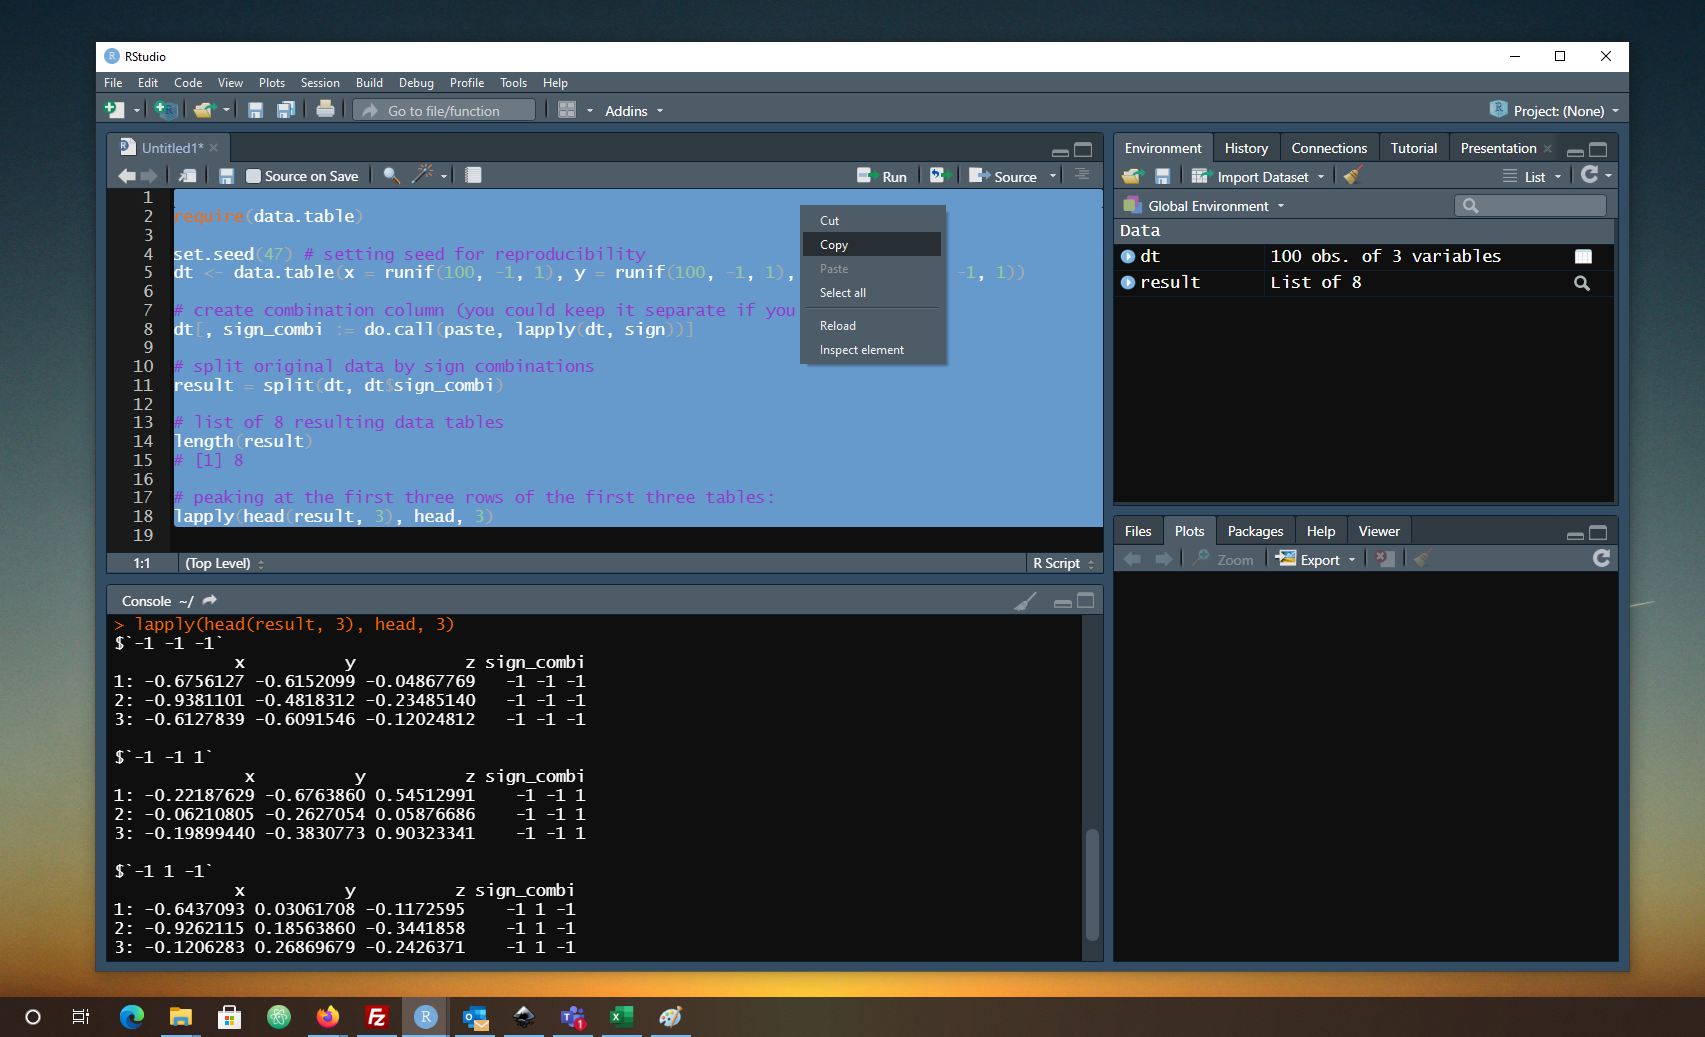 RStudio
File Edit Code View Plots Session Build Debug Profile Tools Help
Go to file/function Addins Project: (None)
Untitled1*
Source on Save Run Source
1
2 require(data.table)
3
4 set.seed(47) # setting seed for reproducibility
5 dt <- data.table(x = runif(100, -1, 1), y = runif(100, -1, 1), -1, 1))
6
7 # create combination column (you could keep it separate if you
8 dt[, sign_combi := do.call(paste, lapply(dt, sign))]
9
10 # split original data by sign combinations
11 result = split(dt, dt$sign_combi)
12
13 # list of 8 resulting data tables
14 length(result)
15 # [1] 8
16
17 # peaking at the first three rows of the first three tables:
18 lapply(head(result, 3), head, 3)
19
Cut
Copy
Paste
Select all
Reload
Inspect element
1:1 (Top Level) R Script
Console ~/
> lapply(head(result, 3), head, 3)
$`-1 -1 -1`
x y z sign_combi
1: -0.6756127 -0.6152099 -0.04867769 -1 -1 -1
2: -0.9381101 -0.4818312 -0.23485140 -1 -1 -1
3: -0.6127839 -0.6091546 -0.12024812 -1 -1 -1
$`-1 -1 1`
x y z sign_combi
1: -0.22187629 -0.6763860 0.54512991 -1 -1 1
2: -0.06210805 -0.2627054 0.05876686 -1 -1 1
3: -0.19899440 -0.3830773 0.90323341 -1 -1 1
$`-1 1 -1`
x y z sign_combi
1: -0.6437093 0.03061708 -0.1172595 -1 1 -1
2: -0.9262115 0.18563860 -0.3441858 -1 1 -1
3: -0.1206283 0.26869679 -0.2426371 -1 1 -1
Environment History Connections Tutorial Presentation
Import Dataset List
Global Environment
Data
dt 100 obs. of 3 variables
result List of 8
Files Plots Packages Help Viewer
Zoom Export